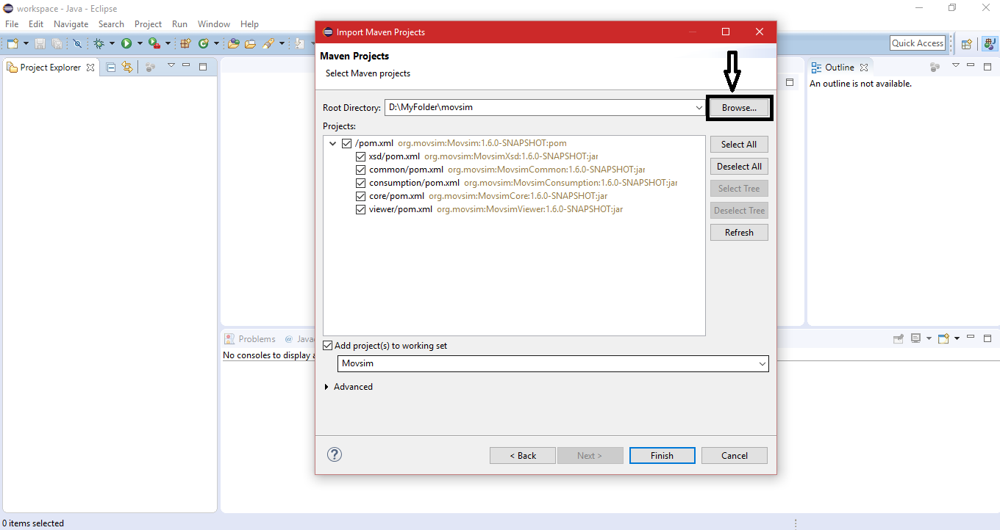 workspace - Java - Eclipse
File Edit Navigate Search Project Run Window Help
Quick Access
Project Explorer
Outline
An outline is not available.
Import Maven Projects
Maven Projects
Select Maven projects
Root Directory: D:\MyFolder\movsim Browse...
Projects:
/pom.xml org.movsim:Movsim:1.6.0-SNAPSHOT:pom
xsd/pom.xml org.movsim:MovsimXsd:1.6.0-SNAPSHOT:jar
common/pom.xml org.movsim:MovsimCommon:1.6.0-SNAPSHOT:jar
consumption/pom.xml org.movsim:MovsimConsumption:1.6.0-SNAPSHOT:jar
core/pom.xml org.movsim:MovsimCore:1.6.0-SNAPSHOT:jar
viewer/pom.xml org.movsim:MovsimViewer:1.6.0-SNAPSHOT:jar
Select All
Deselect All
Select Tree
Deselect Tree
Refresh
Add project(s) to working set
Movsim
Advanced
< Back Next > Finish Cancel
Problems @ Java
No consoles to display a
0 items selected